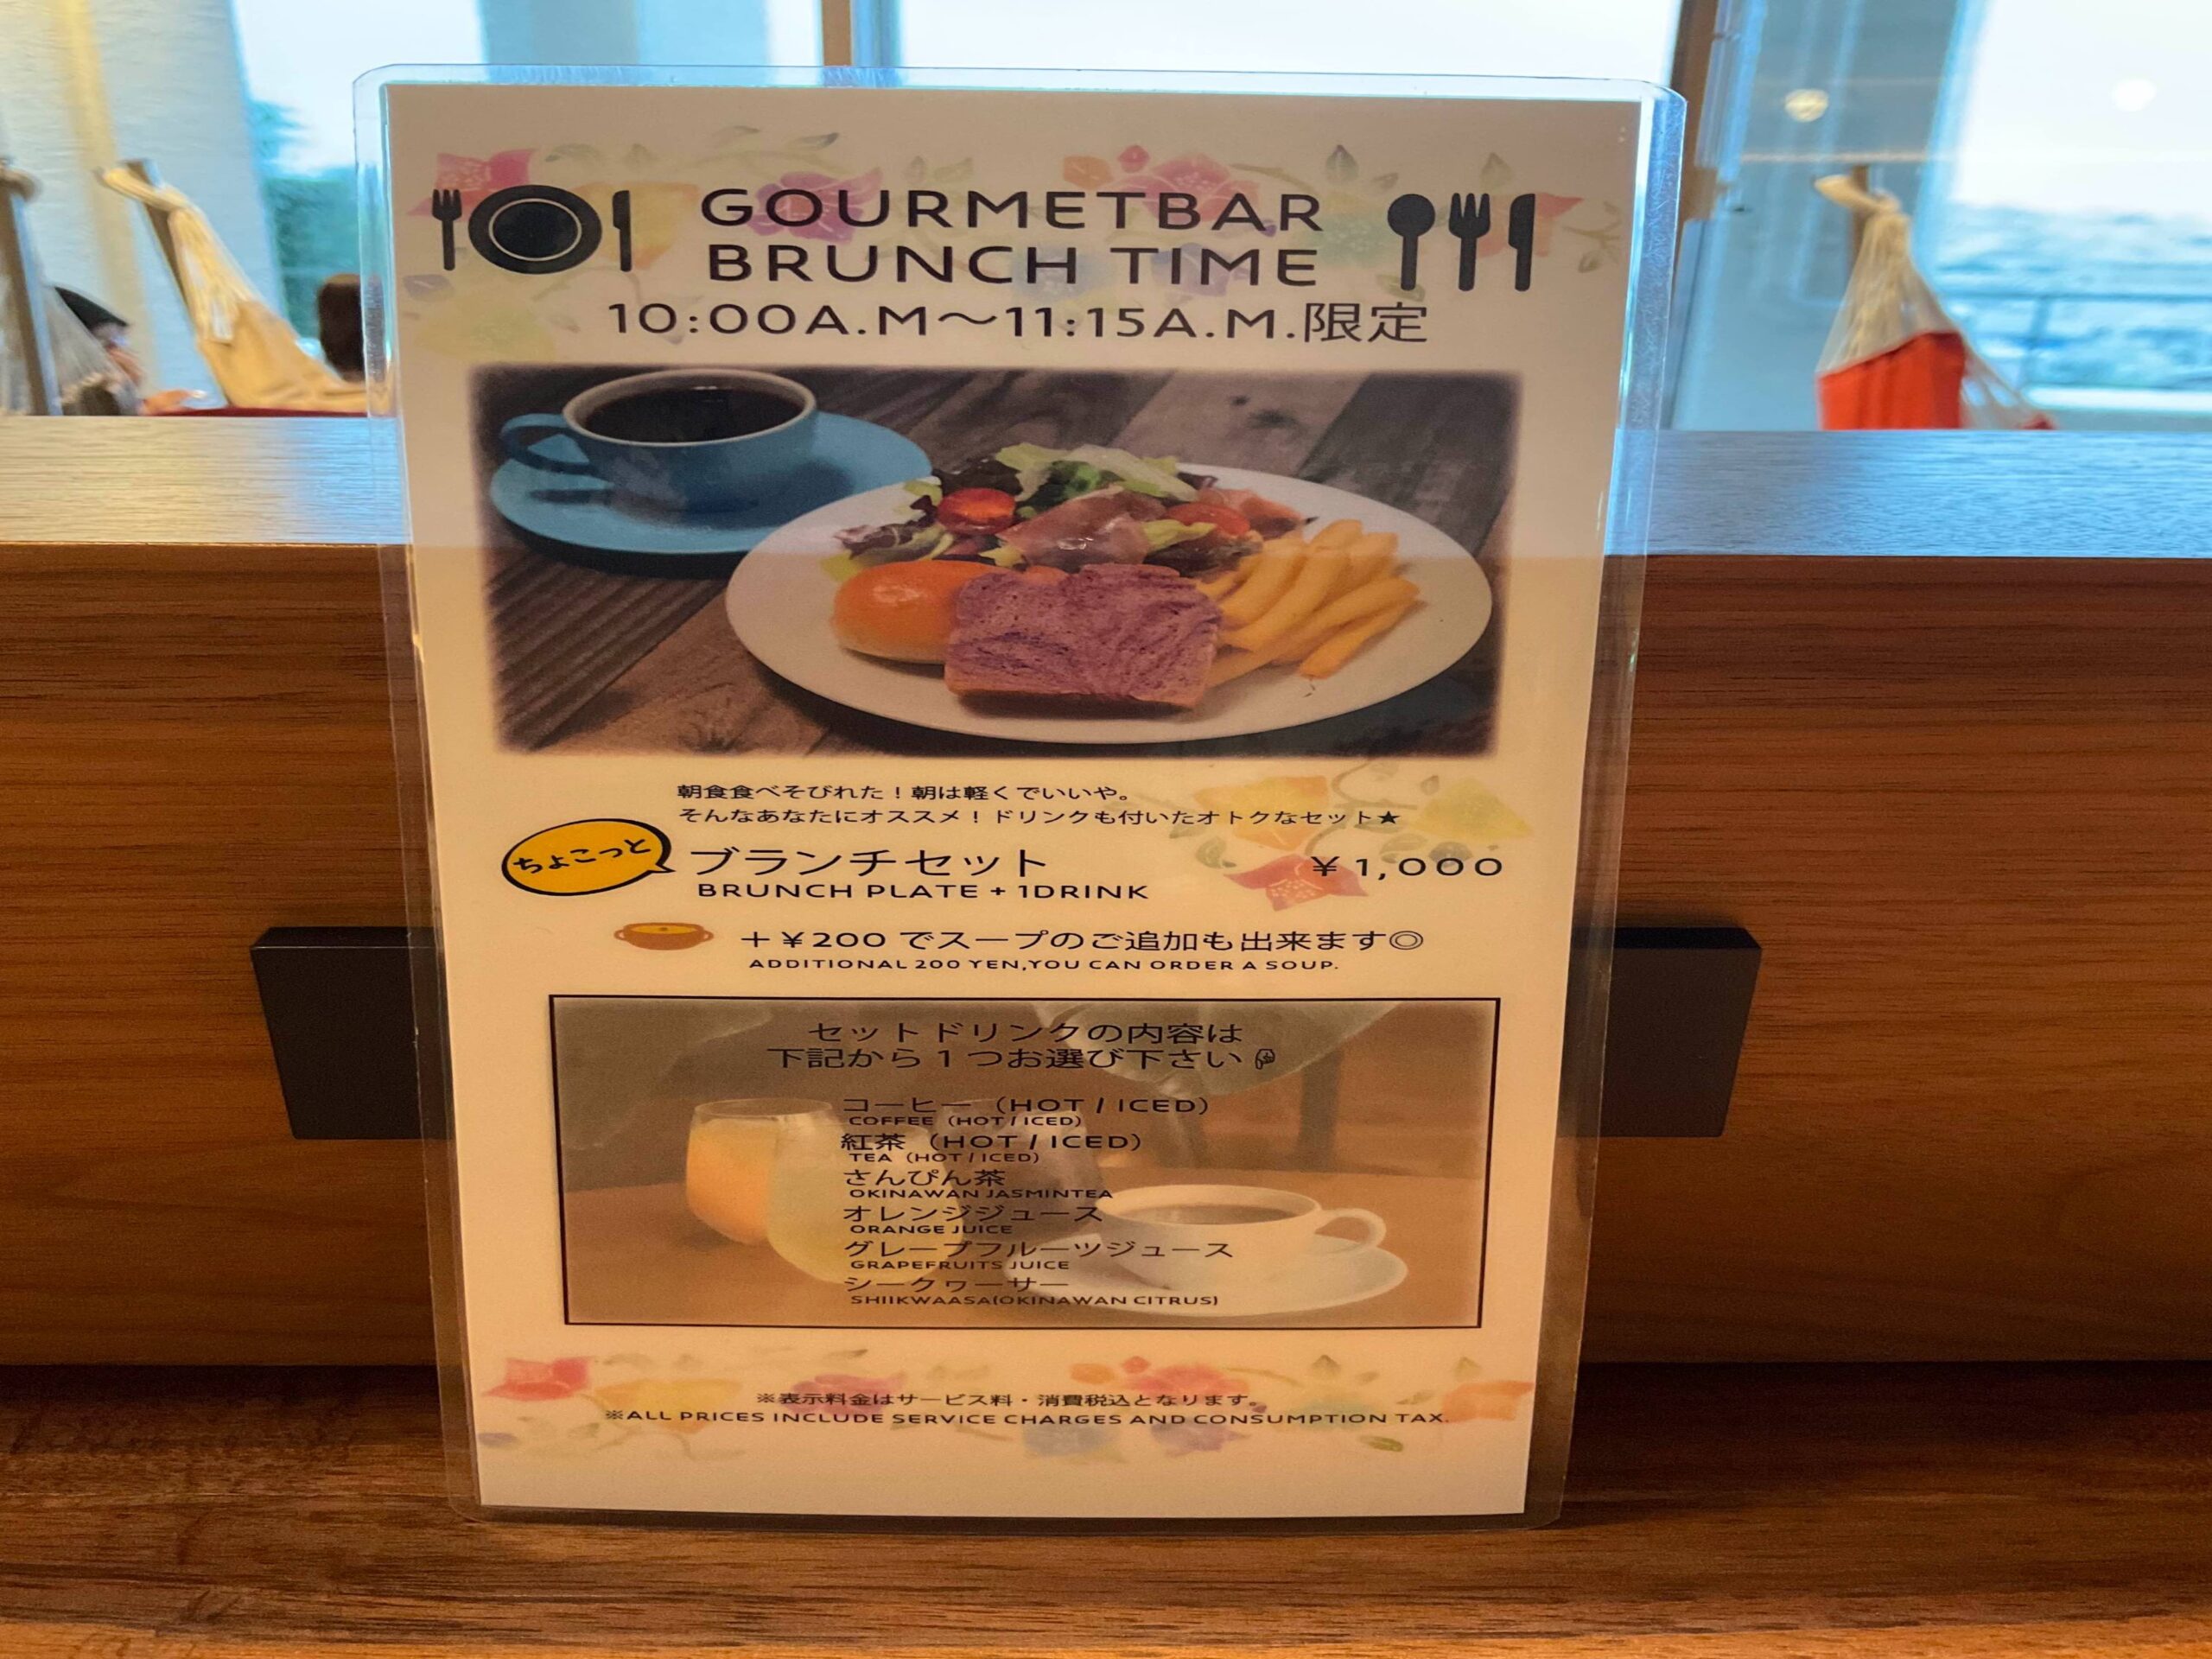 GOURMETBAR
BRUNCH TIME
10:00A.M～11:15A.M.限定
朝食食べそびれた！朝は軽くでいいや。
そんなあなたにオススメ！ドリンクも付いたオトクなセット★
ちょこっと
ブランチセット ¥1,000
BRUNCH PLATE + 1DRINK
＋¥200 でスープのご追加も出来ます◎
ADDITIONAL 200 YEN,YOU CAN ORDER A SOUP.
セットドリンクの内容は
下記から１つお選び下さい
コーヒー（HOT / ICED）
COFFEE（HOT / ICED）
紅茶（HOT / ICED）
TEA（HOT / ICED）
さんぴん茶
OKINAWAN JASMINTEA
オレンジジュース
ORANGE JUICE
グレープフルーツジュース
GRAPEFRUITS JUICE
シークヮーサー
SHIIKWAASA(OKINAWAN CITRUS)
※表示料金はサービス料・消費税込となります。
※ALL PRICES INCLUDE SERVICE CHARGES AND CONSUMPTION TAX.